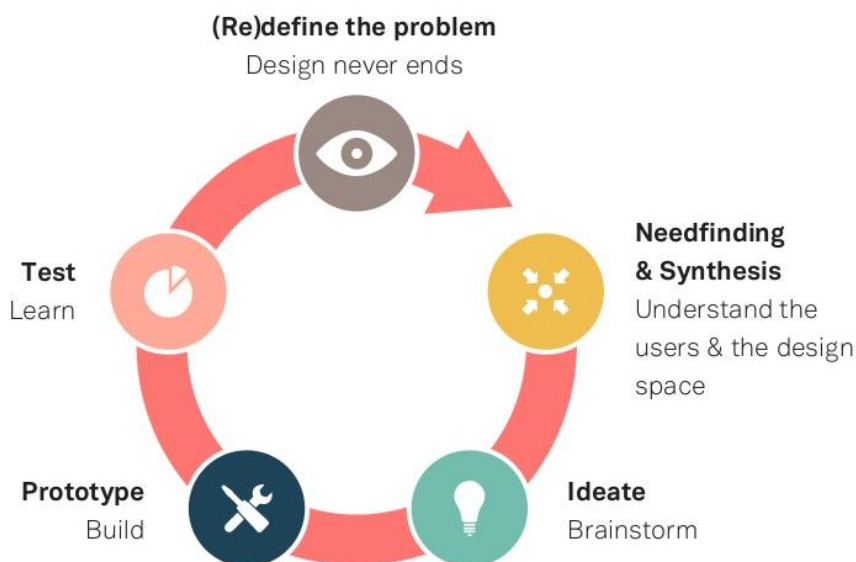 (Re)define the problem
Design never ends
Needfinding
& Synthesis
Understand the
users & the design
space
Ideate
Brainstorm
Prototype
Build
Test
Learn